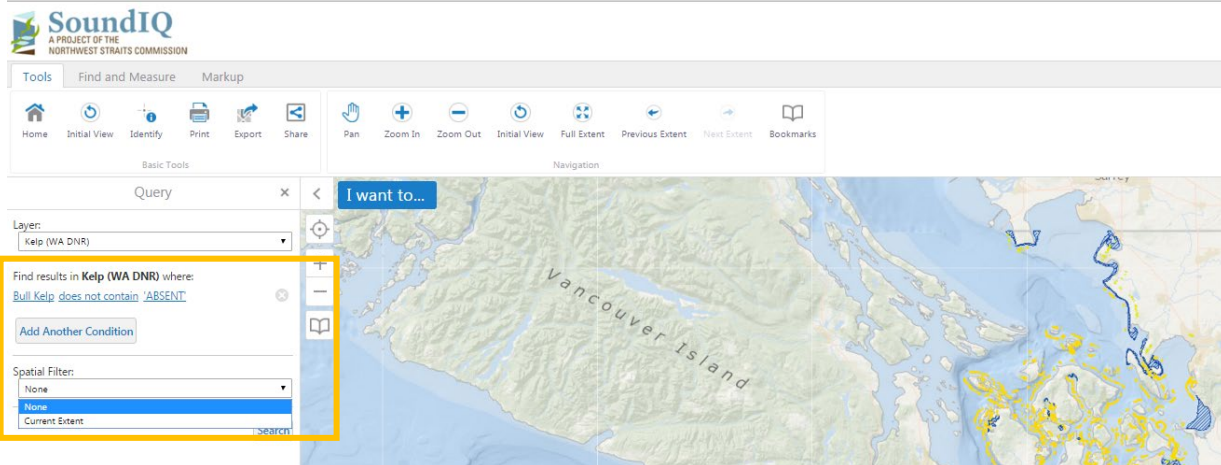 SoundIQ
A PROJECT OF THE
NORTHWEST STRAITS COMMISSION
Tools Find and Measure Markup
Home Initial View Identify Print Export Share Pan Zoom In Zoom Out Initial View Full Extent Previous Extent Next Extent Bookmarks
Basic Tools Navigation
Query
I want to...
Layer:
Kelp (WA DNR)
Find results in Kelp (WA DNR) where:
Bull Kelp does not contain 'ABSENT'
Add Another Condition
Spatial Filter:
None
None
Current Extent
Search
Vancouver Island